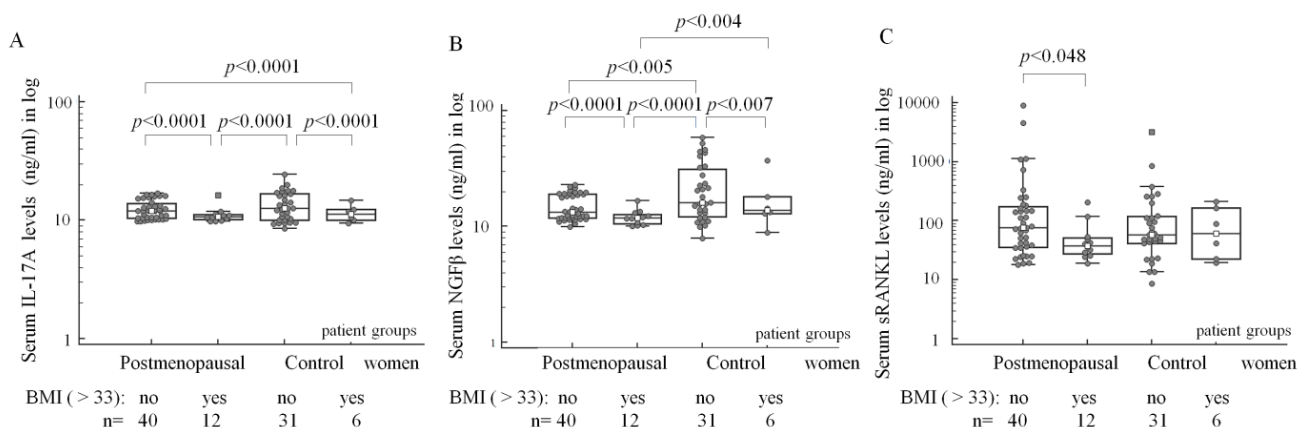 A
Serum IL-17A levels (ng/ml) in log
100
10
1
p<0.0001
p<0.0001 p<0.0001 p<0.0001
patient groups
Postmenopausal Control women
BMI ( > 33): no yes no yes
n= 40 12 31 6
B
Serum NGFβ levels (ng/ml) in log
100
10
1
p<0.004
p<0.005
p<0.0001 p<0.0001 p<0.007
patient groups
Postmenopausal Control women
no yes no yes
40 12 31 6
C
Serum sRANKL levels (ng/ml) in log
10000
1000
100
10
1
p<0.048
patient groups
Postmenopausal Control women
no yes no yes
40 12 31 6